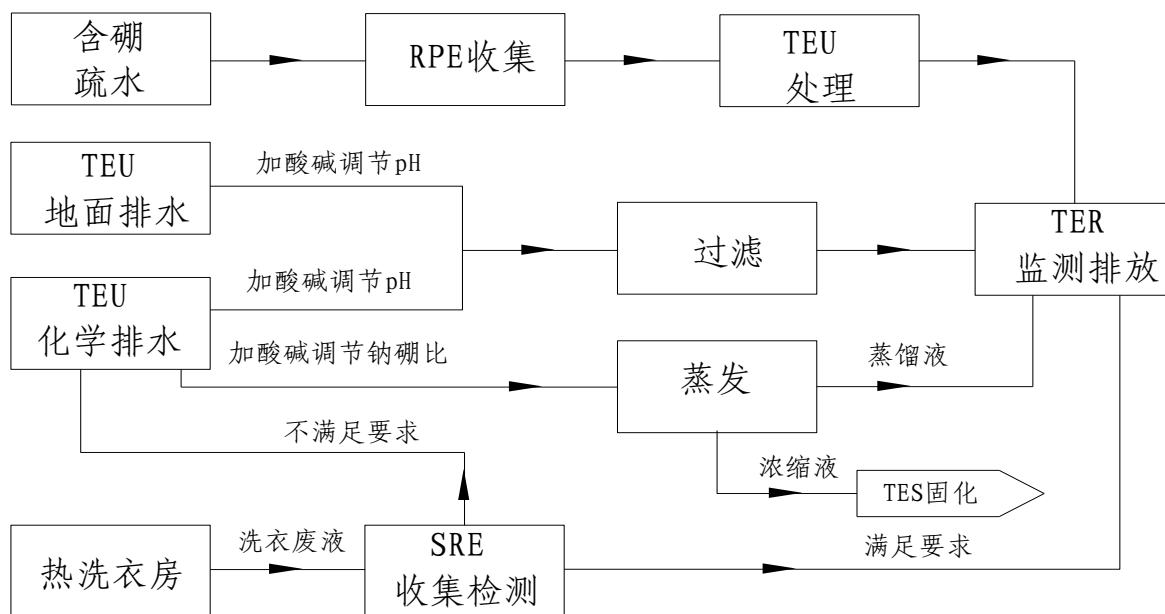 含硼
疏水
RPE收集
TEU
处理
TEU
地面排水
加酸碱调节pH
过滤
TER
监测排放
TEU
化学排水
加酸碱调节pH
加酸碱调节钠硼比
蒸发
蒸馏液
不满足要求
浓缩液
TES固化
热洗衣房
洗衣废液
SRE
收集检测
满足要求